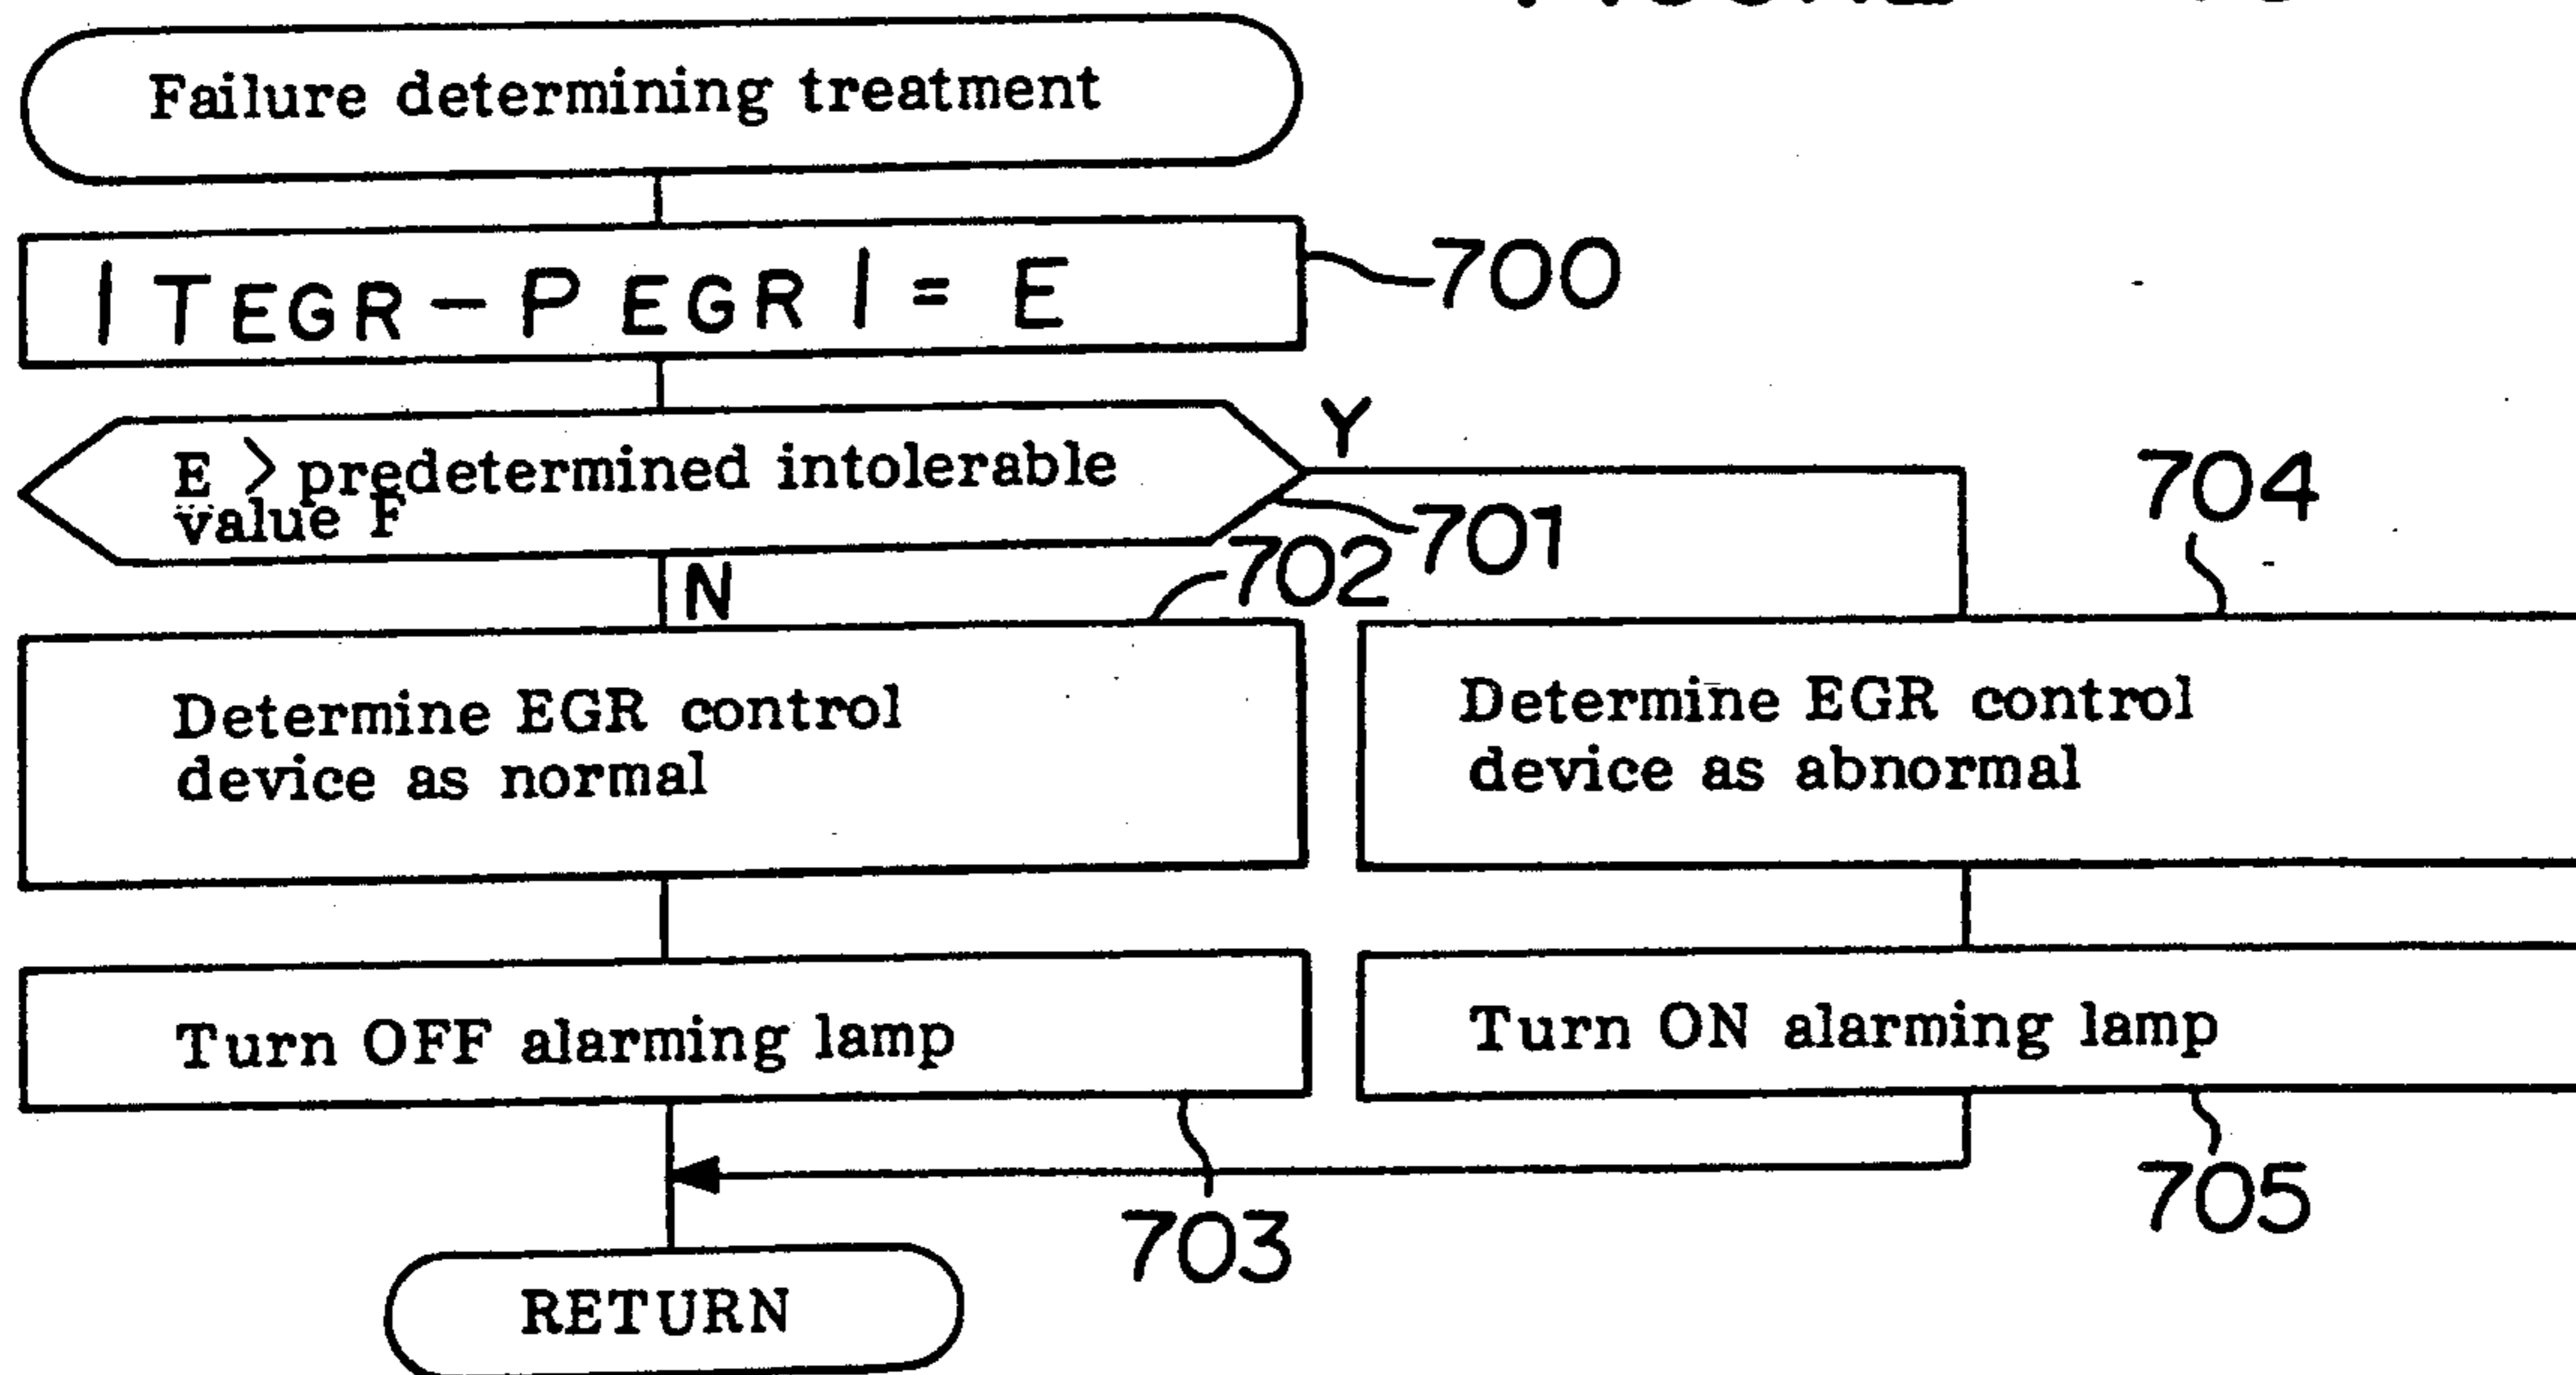 Failure determining treatment
| TEGR - P EGR | = E
700
E > predetermined intolerable
value F
Y
701
704
N
702
Determine EGR control
device as normal
Determine EGR control
device as abnormal
Turn OFF alarming lamp
Turn ON alarming lamp
703
705
RETURN